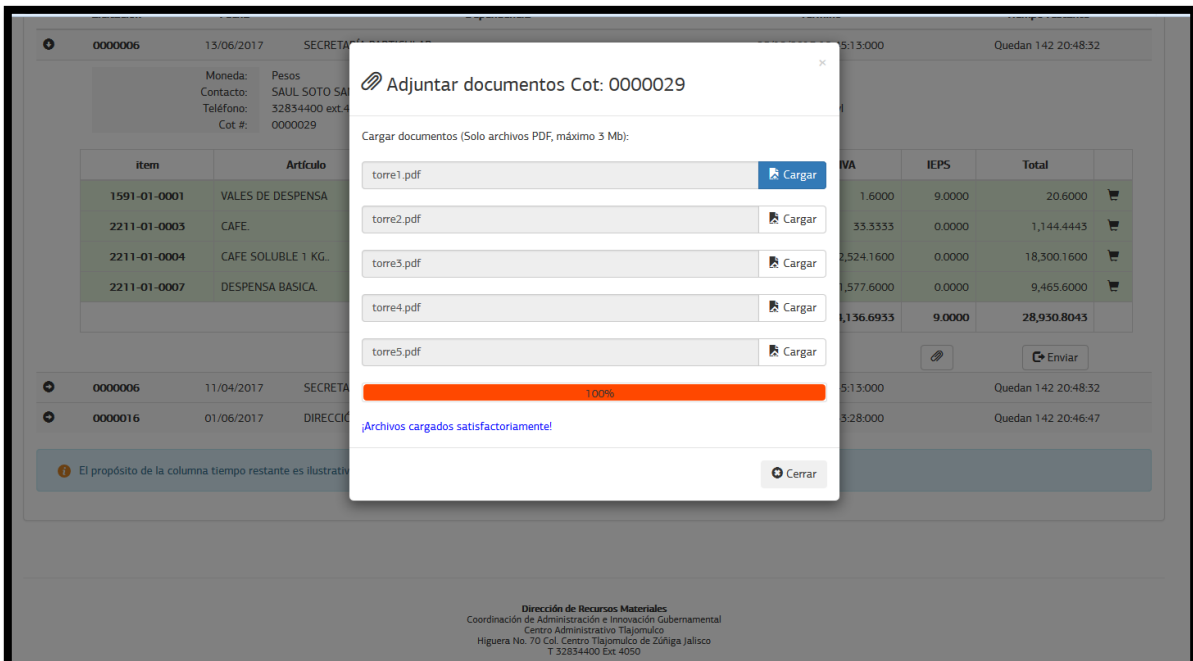 0000006 13/06/2017 Quedan 142 20:48:32
Moneda: Pesos
Contacto: SAUL SOTO
Teléfono: 32834400 ext.4
Cot #: 0000029
Adjuntar documentos Cot: 0000029
×
Cargar documentos (Solo archivos PDF, máximo 3 Mb):
torre1.pdf Cargar
torre2.pdf Cargar
torre3.pdf Cargar
torre4.pdf Cargar
torre5.pdf Cargar
100%
¡Archivos cargados satisfactoriamente!
Cerrar
item Artículo IVA IEPS Total
1591-01-0001 VALES DE DESPENSA 1.6000 9.0000 20.6000
2211-01-0003 CAFE. 33.3333 0.0000 1,144.4443
2211-01-0004 CAFE SOLUBLE 1 KG.. 2,524.1600 0.0000 18,300.1600
2211-01-0007 DESPENSA BASICA. 1,577.6000 0.0000 9,465.6000
,136.6933 9.0000 28,930.8043
Enviar
0000006 11/04/2017 SECRETA 5:13:000 Quedan 142 20:48:32
0000016 01/06/2017 DIRECCIÓ 3:28:000 Quedan 142 20:46:47
El propósito de la columna tiempo restante es ilustrativ
Dirección de Recursos Materiales
Coordinación de Administración e Innovación Gubernamental
Centro Administrativo Tlajomulco
Higuera No. 70 Col. Centro Tlajomulco de Zúñiga Jalisco
T 32834400 Ext 4050